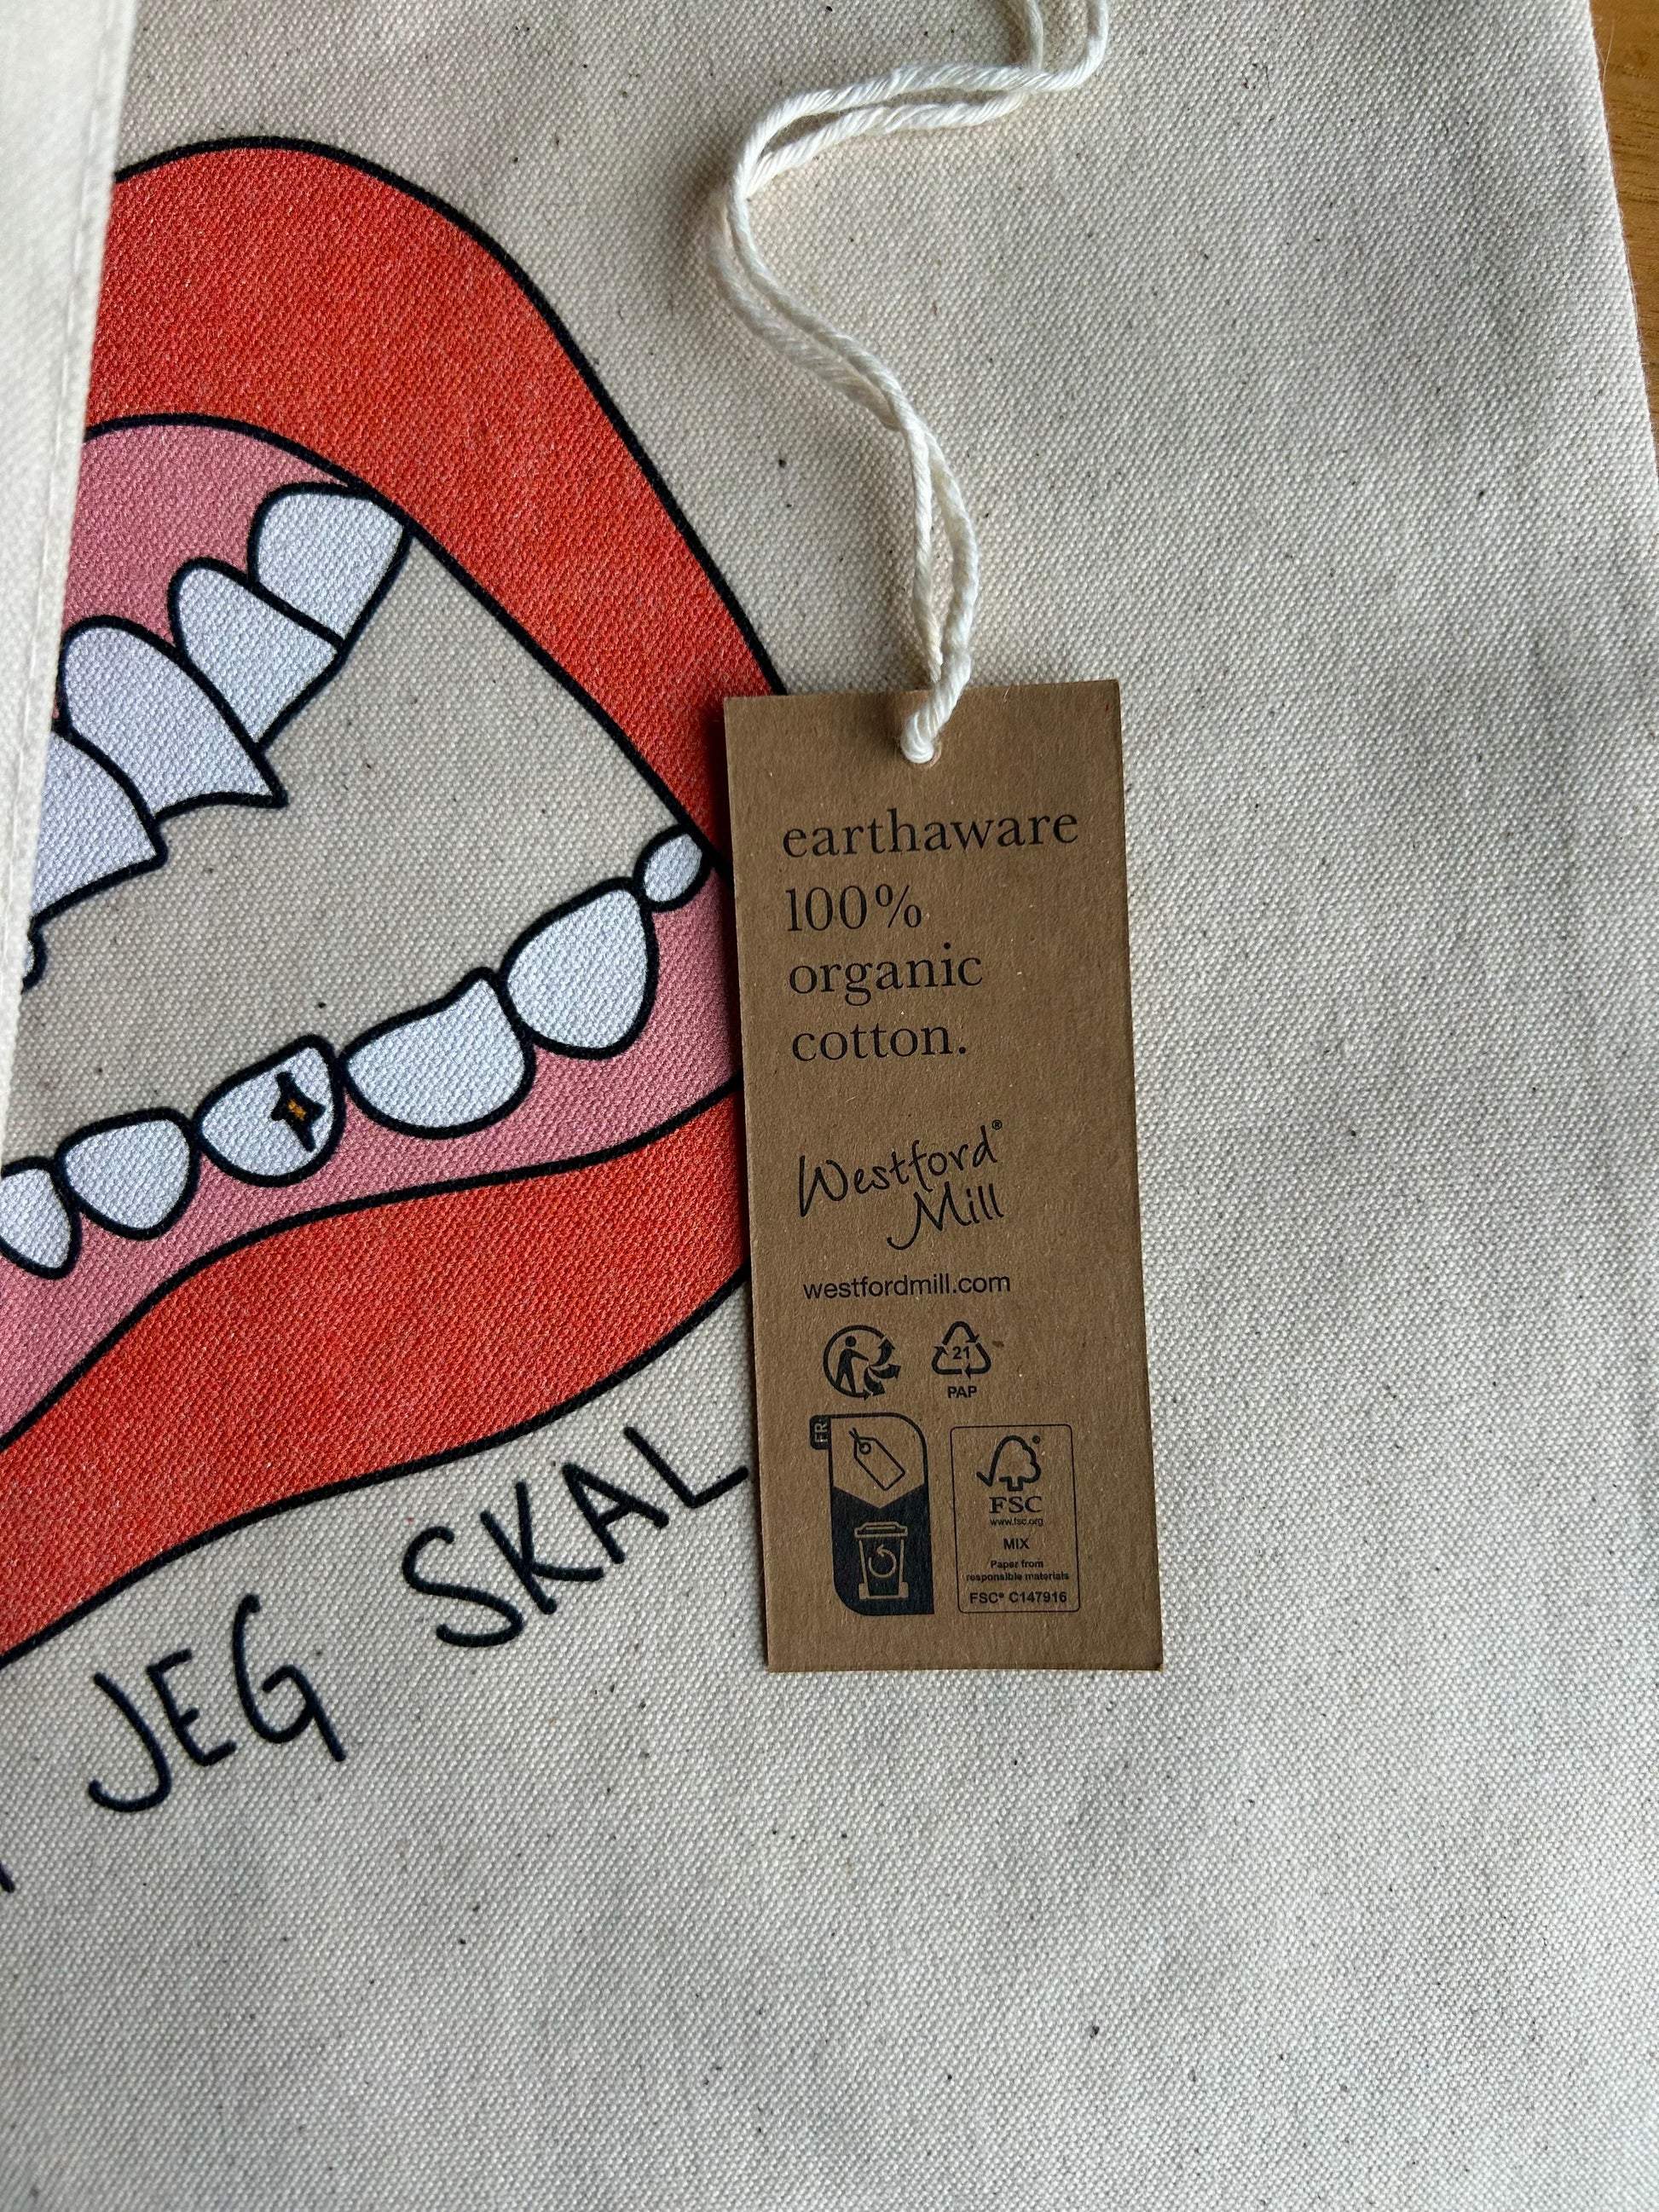 earthaware
100%
organic
cotton.
Westford®
Mill
westfordmill.com
21
PAP
FR
FSC
www.fsc.org
MIX
Paper from
responsible materials
FSC® C147916
JEG SKAL